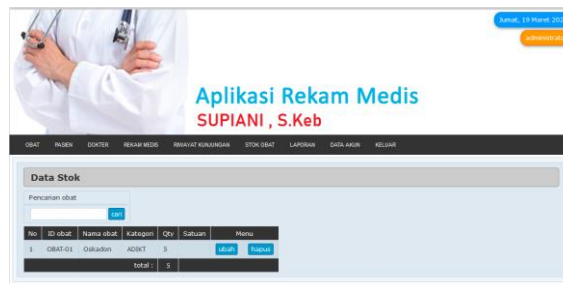 Jumat, 19 Maret 202
administrato
Aplikasi Rekam Medis
SUPIANI , S.Keb
OBAT PASIEN DOKTER REKAM MEDIS RIWAYAT KUNJUNGAN STOK OBAT LAPORAN DATA AKUN KELUAR
Data Stok
Pencarian obat
cari
No ID obat Nama obat Kategori Qty Satuan Menu
1 OBAT-01 Oskadon ADIKT 5 ubah hapus
total : 5